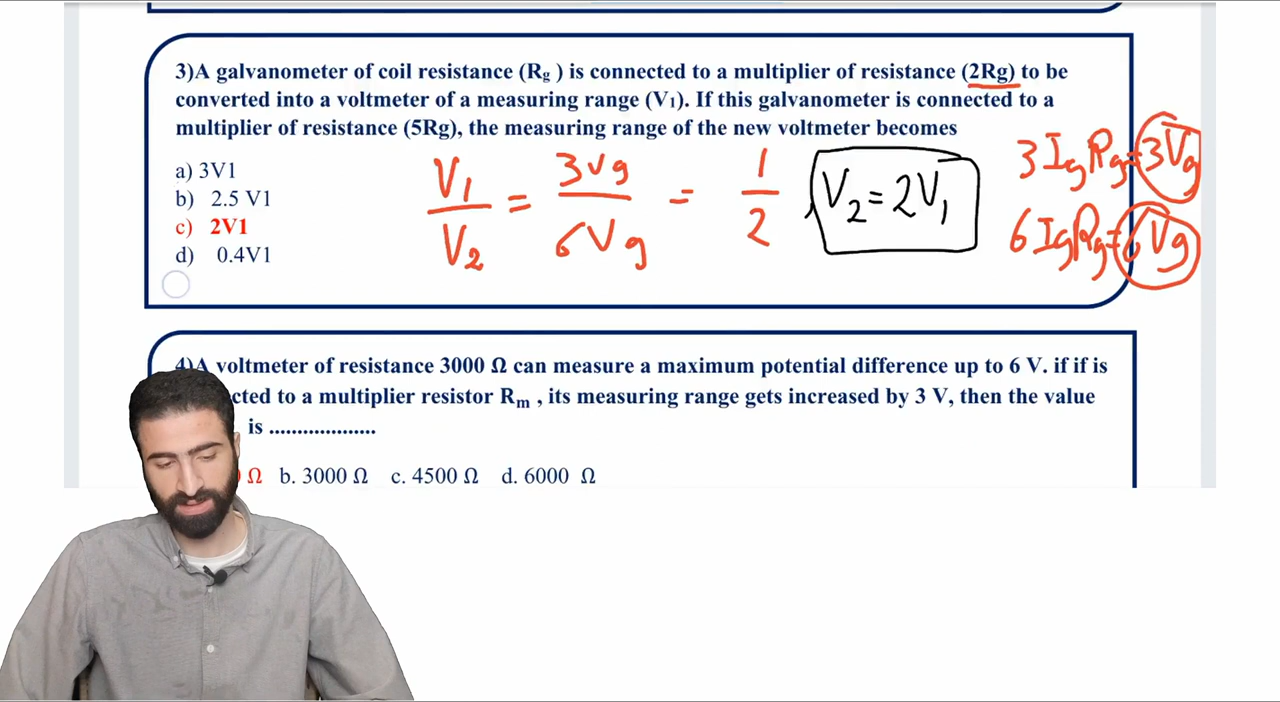 3)A galvanometer of coil resistance (Rg ) is connected to a multiplier of resistance (2Rg) to be
converted into a voltmeter of a measuring range (V1). If this galvanometer is connected to a
multiplier of resistance (5Rg), the measuring range of the new voltmeter becomes
a) 3V1
b) 2.5 V1
c) 2V1
d) 0.4V1
V1/V2 = 3Vg/6Vg = 1/2
V2=2V1
3IgRg=3Vg
6IgRg=6Vg
4)A voltmeter of resistance 3000 Ω can measure a maximum potential difference up to 6 V. if if is
cted to a multiplier resistor Rm , its measuring range gets increased by 3 V, then the value
is ...................
Ω b. 3000 Ω c. 4500 Ω d. 6000 Ω